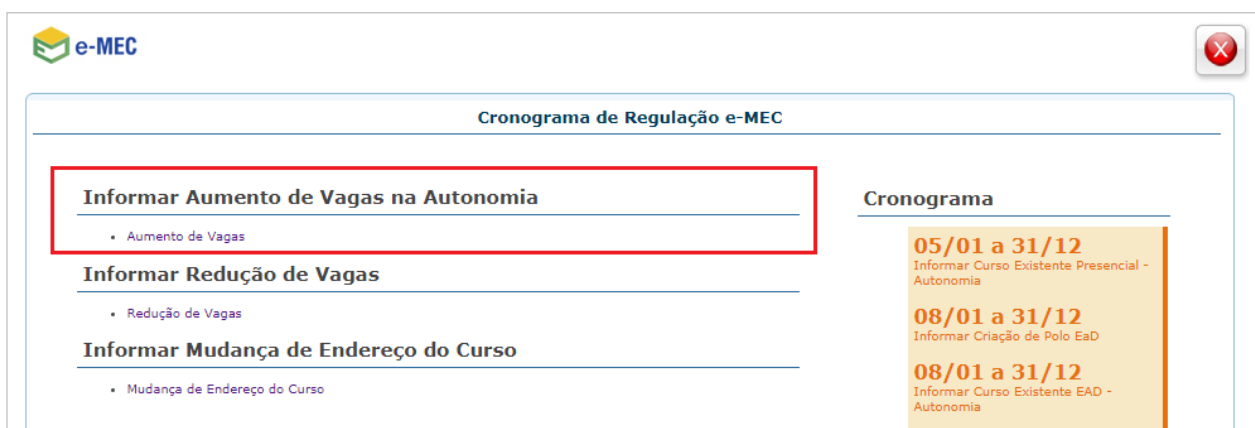 e-MEC
X
Cronograma de Regulação e-MEC
Informar Aumento de Vagas na Autonomia
Aumento de Vagas
Informar Redução de Vagas
Redução de Vagas
Informar Mudança de Endereço do Curso
Mudança de Endereço do Curso
Cronograma
05/01 a 31/12
Informar Curso Existente Presencial -
Autonomia
08/01 a 31/12
Informar Criação de Polo EaD
08/01 a 31/12
Informar Curso Existente EAD -
Autonomia